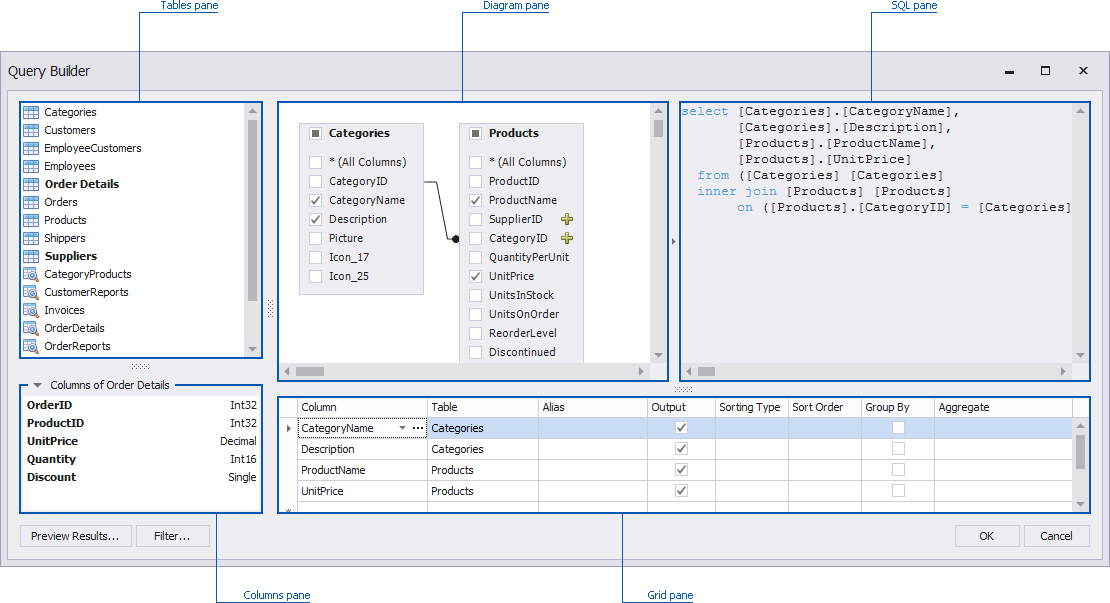 Tables pane
Diagram pane
SQL pane
Query Builder
Categories
Customers
EmployeeCustomers
Employees
Order Details
Orders
Products
Shippers
Suppliers
CategoryProducts
CustomerReports
Invoices
OrderDetails
OrderReports
Categories
* (All Columns)
CategoryID
CategoryName
Description
Picture
Icon_17
Icon_25
Products
* (All Columns)
ProductID
ProductName
SupplierID
CategoryID
QuantityPerUnit
UnitPrice
UnitsInStock
UnitsOnOrder
ReorderLevel
Discontinued
select [Categories].[CategoryName],
[Categories].[Description],
[Products].[ProductName],
[Products].[UnitPrice]
from ([Categories] [Categories]
inner join [Products] [Products]
on ([Products].[CategoryID] = [Categories]
Columns of Order Details
OrderID Int32
ProductID Int32
UnitPrice Decimal
Quantity Int16
Discount Single
Column Table Alias Output Sorting Type Sort Order Group By Aggregate
CategoryName ... Categories
Description Categories
ProductName Products
UnitPrice Products
*
Preview Results... Filter... OK Cancel
Columns pane
Grid pane